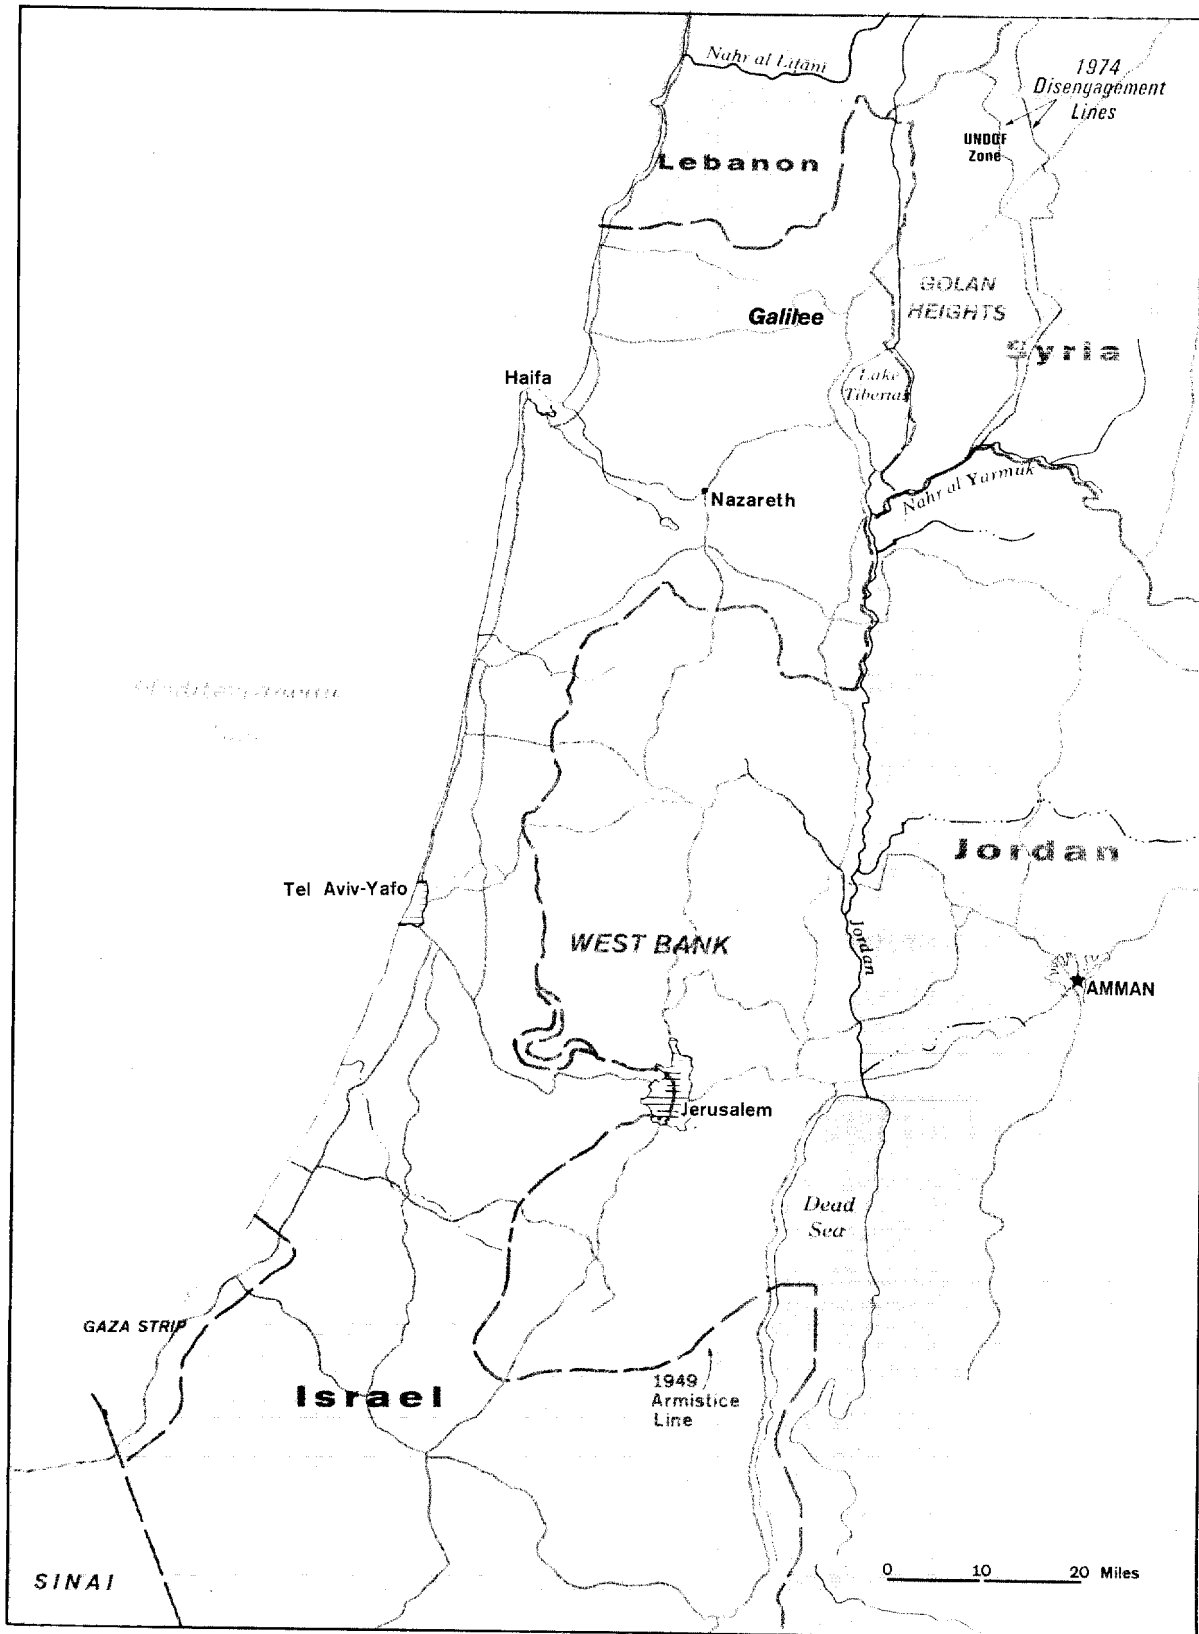 Nahr al Līṭānī
1974
Disengagement
Lines
UNDOF
Zone
Lebanon
GOLAN
HEIGHTS
Galilee
Syria
Haifa
Lake
Tiberias
Nahr al Yarmuk
Nazareth
Mediterranean
Jordan
Tel Aviv-Yafo
WEST BANK
Jordan
AMMAN
Jerusalem
Dead
Sea
GAZA STRIP
1949
Armistice
Line
Israel
0 10 20 Miles
SINAI